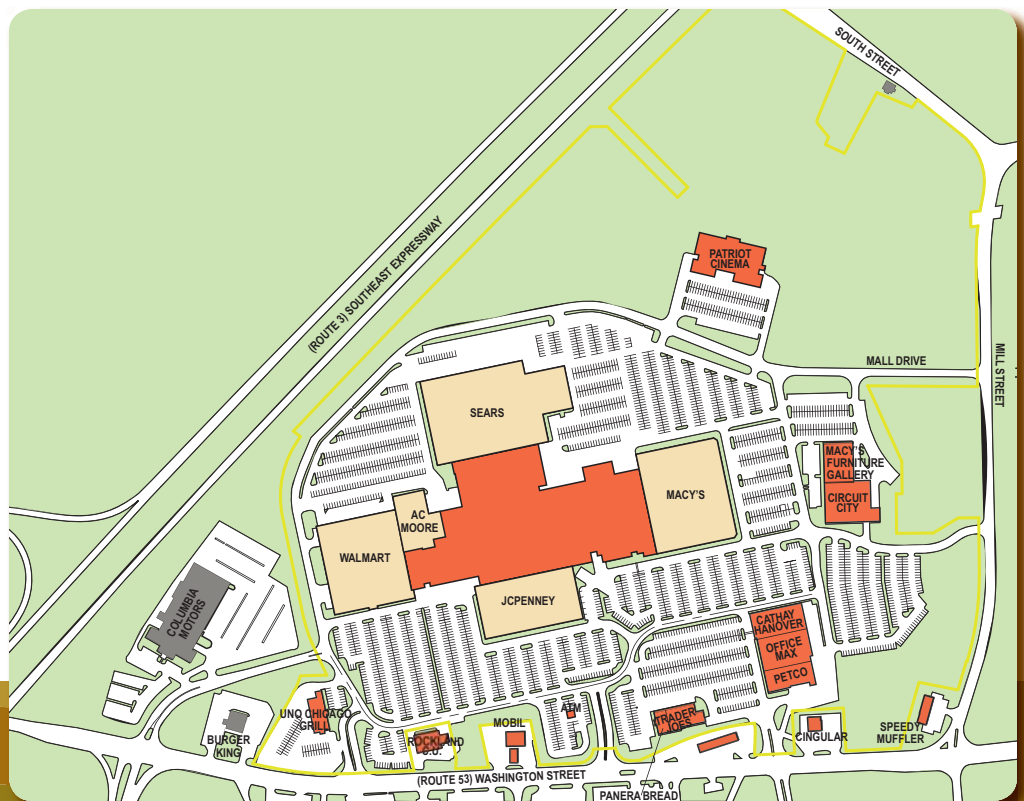 SOUTH STREET
(ROUTE 3) SOUTHEAST EXPRESSWAY
PATRIOT
CINEMA
MALL DRIVE
MILL STREET
SEARS
MACY'S
FURNITURE
GALLERY
CIRCUIT
CITY
MACY'S
AC
MOORE
WALMART
JCPENNEY
COLUMBIA
MOTORS
CATHAY
HANOVER
OFFICE
MAX
PETCO
UNO CHICAGO
GRILL
BURGER
KING
ROCKLAND
C.U.
MOBIL
ATM
TRADER
JOES
CINGULAR
SPEEDY
MUFFLER
(ROUTE 53) WASHINGTON STREET
PANERA BREAD